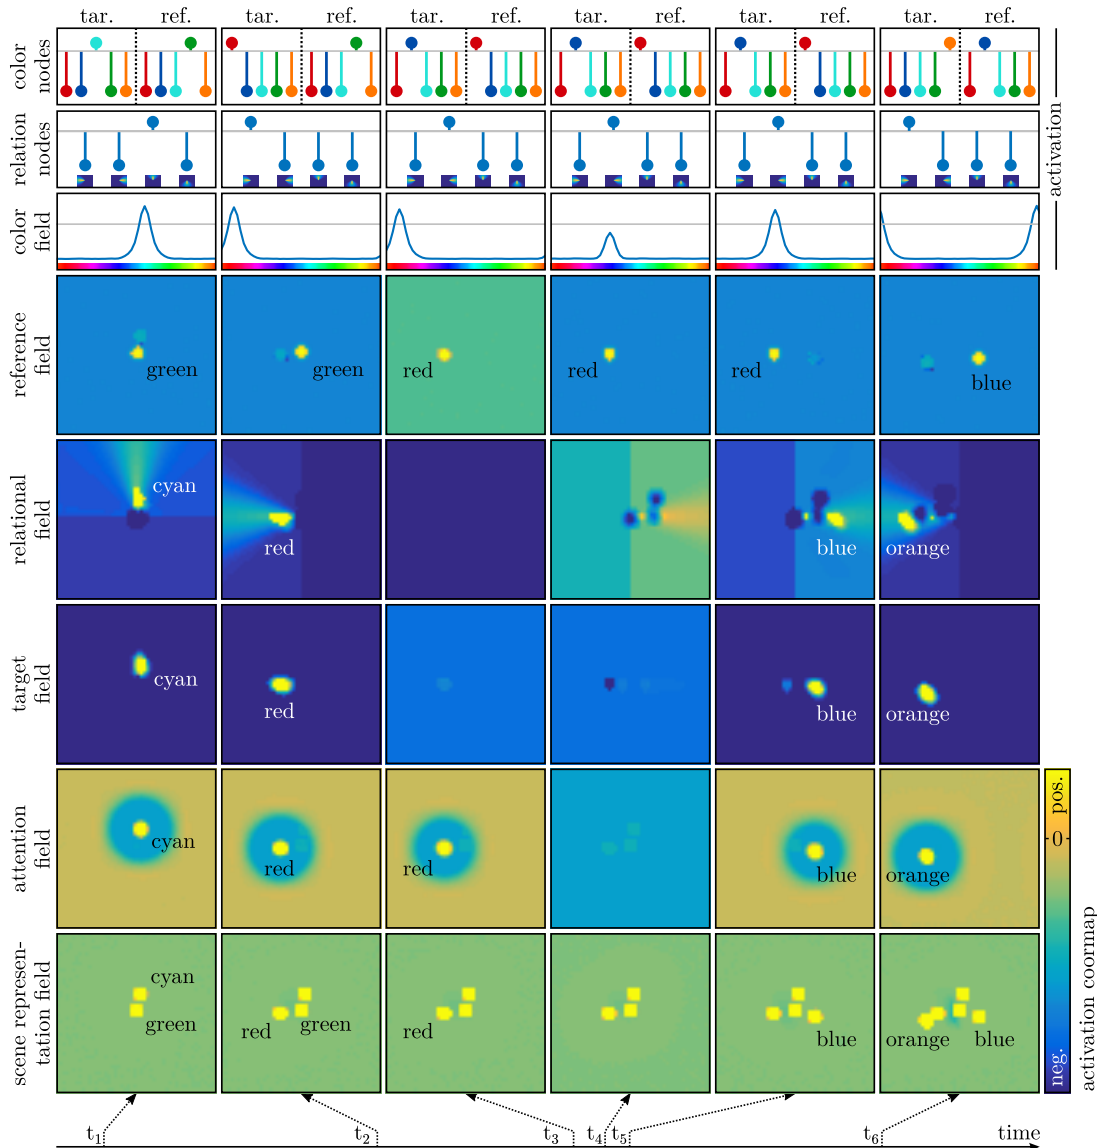 tar. ref. tar. ref. tar. ref. tar. ref. tar. ref. tar. ref.
color
nodes
relation
nodes
activation
color
field
reference
field
green
green
red
red
red
blue
relational
field
cyan
red
blue
orange
target
field
cyan
red
blue
orange
attention
field
cyan
red
red
blue
orange
pos.
0
neg.
activation coormap
scene represen-
tation field
cyan
green
red
green
red
blue
orange
blue
t1 t2 t3 t4 t5 t6 time